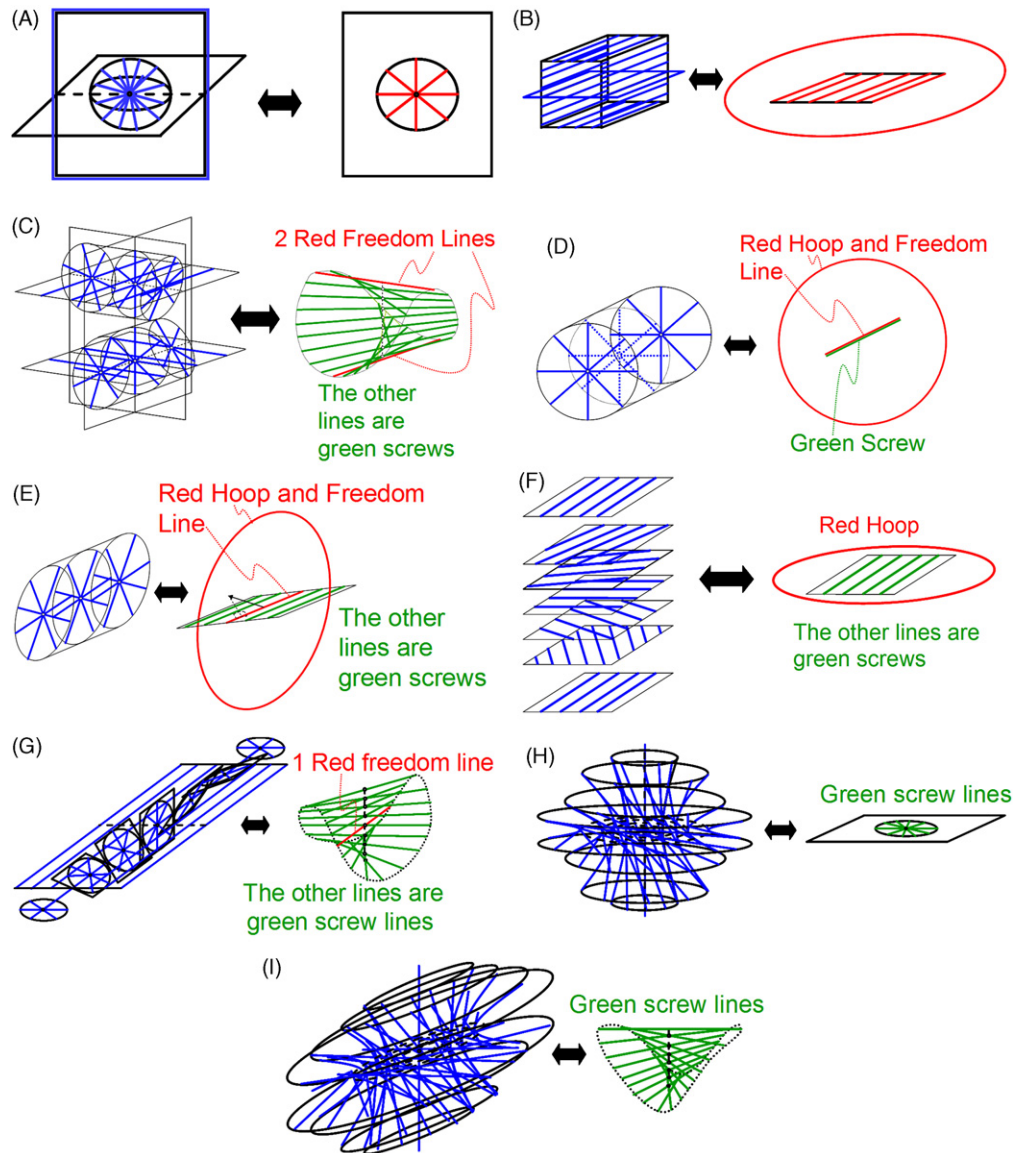 (A)
(B)
(C)
2 Red Freedom Lines
The other
lines are
green screws
(D)
Red Hoop and Freedom
Line
Green Screw
(E)
Red Hoop and Freedom
Line
The other
lines are
green screws
(F)
Red Hoop
The other lines are
green screws
(G)
1 Red freedom line
The other lines are
green screw lines
(H)
Green screw lines
(I)
Green screw lines